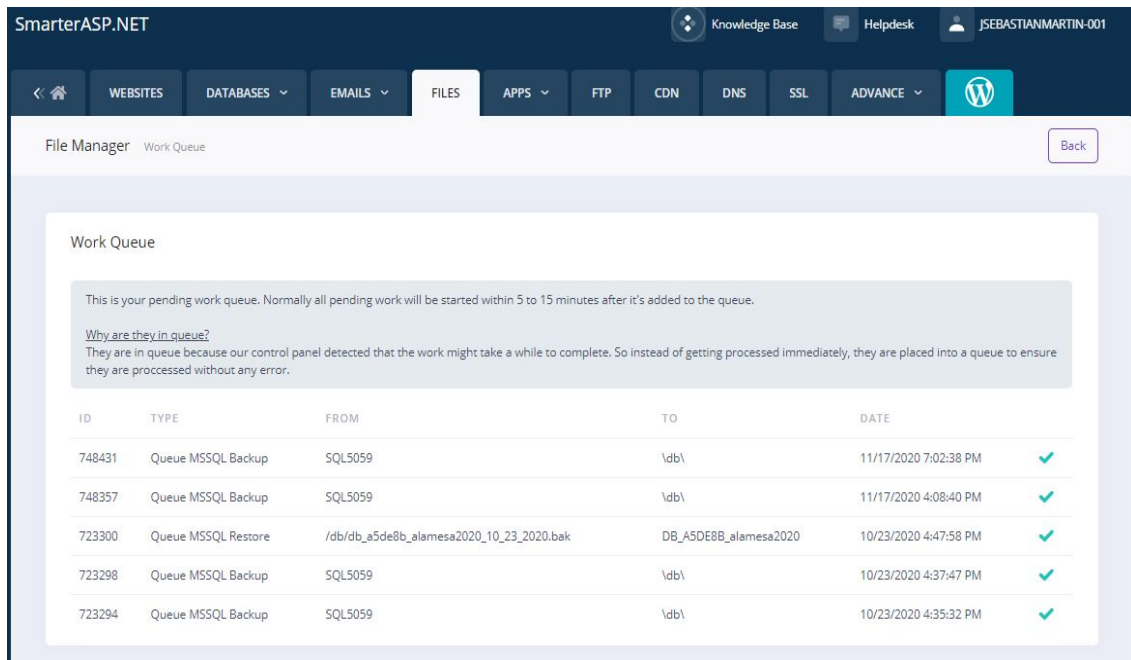 SmarterASP.NET
Knowledge Base
Helpdesk
JSEBASTIANMARTIN-001
WEBSITES
DATABASES
EMAILS
FILES
APPS
FTP
CDN
DNS
SSL
ADVANCE
File Manager Work Queue
Back
Work Queue
This is your pending work queue. Normally all pending work will be started within 5 to 15 minutes after it's added to the queue.
Why are they in queue?
They are in queue because our control panel detected that the work might take a while to complete. So instead of getting processed immediately, they are placed into a queue to ensure
they are proccessed without any error.
ID TYPE FROM TO DATE
748431 Queue MSSQL Backup SQL5059 \db\ 11/17/2020 7:02:38 PM
748357 Queue MSSQL Backup SQL5059 \db\ 11/17/2020 4:08:40 PM
723300 Queue MSSQL Restore /db/db_a5de8b_alamesa2020_10_23_2020.bak DB_A5DE8B_alamesa2020 10/23/2020 4:47:58 PM
723298 Queue MSSQL Backup SQL5059 \db\ 10/23/2020 4:37:47 PM
723294 Queue MSSQL Backup SQL5059 \db\ 10/23/2020 4:35:32 PM